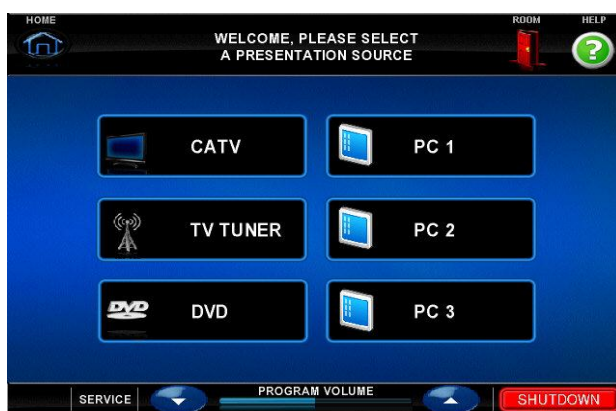 HOME
WELCOME, PLEASE SELECT
A PRESENTATION SOURCE
ROOM
HELP
?
CATV
PC 1
TV TUNER
PC 2
DVD
DVD
PC 3
SERVICE
PROGRAM VOLUME
SHUTDOWN